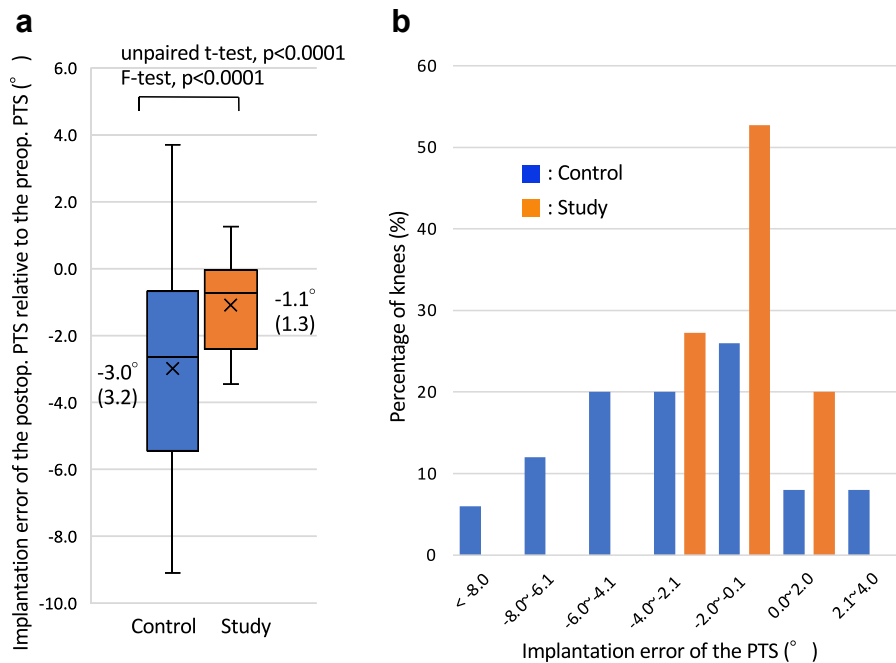 a
unpaired t-test, p<0.0001
F-test, p<0.0001
Implantation error of the postop. PTS relative to the preop. PTS (°)
6.0
4.0
2.0
0.0
-2.0
-4.0
-6.0
-8.0
-10.0
-3.0°
(3.2)
-1.1°
(1.3)
Control
Study
b
Percentage of knees (%)
60
50
40
30
20
10
0
: Control
: Study
< -8.0
-8.0~-6.1
-6.0~-4.1
-4.0~-2.1
-2.0~-0.1
0.0~2.0
2.1~4.0
Implantation error of the PTS (°)